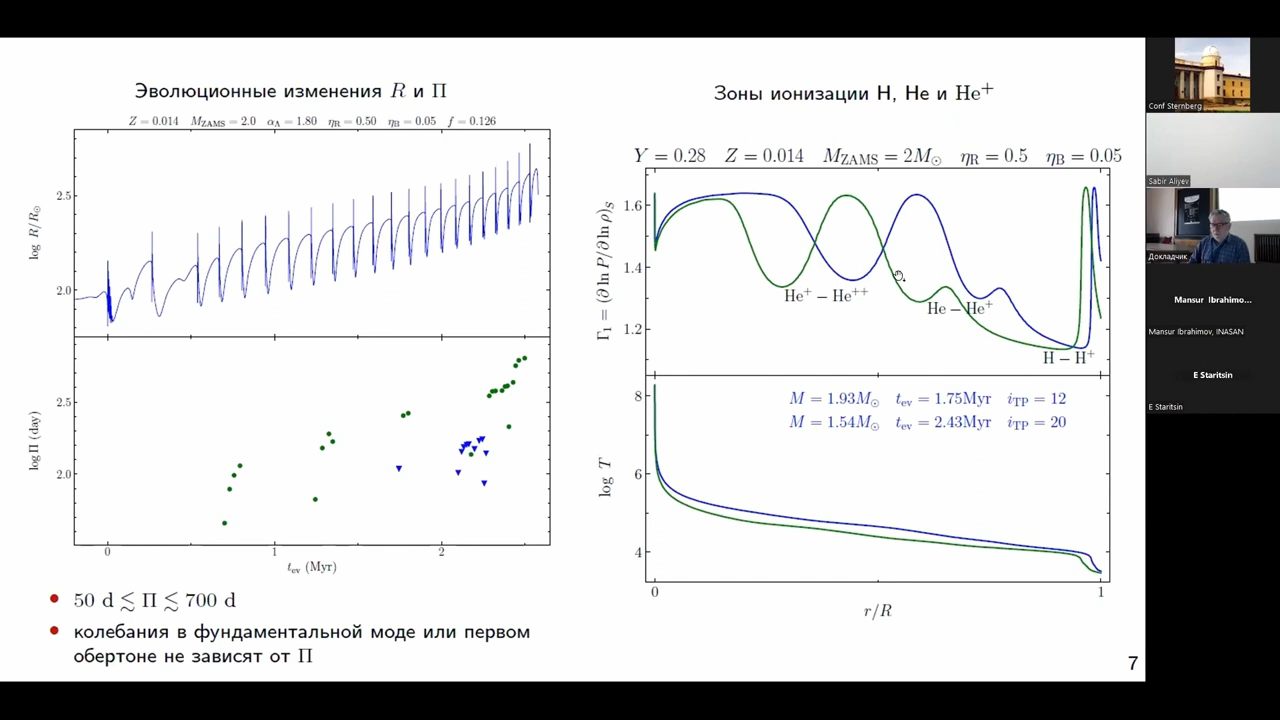 Эволюционные изменения R и Π
Z = 0.014 M_ZAMS = 2.0 α_Λ = 1.80 η_R = 0.50 η_B = 0.05 f = 0.126
log R/R☉
2.5
2.0
log Π (day)
2.5
2.0
0 1 2
t_ev (Myr)
• 50 d ≲ Π ≲ 700 d
• колебания в фундаментальной моде или первом
обертоне не зависят от Π
Зоны ионизации H, He и He⁺
Y = 0.28 Z = 0.014 M_ZAMS = 2M☉ η_R = 0.5 η_B = 0.05
Γ₁ = (∂ ln P/∂ ln ρ)_S
1.6
1.4
1.2
He⁺ – He⁺⁺
He – He⁺
H – H⁺
log T
8
6
4
M = 1.93M☉ t_ev = 1.75Myr i_TP = 12
M = 1.54M☉ t_ev = 2.43Myr i_TP = 20
0 1
r/R
7
Conf Sternberg
Sabir Aliyev
Докладчик
Mansur Ibrahimo...
Mansur Ibrahimov, INASAN
E Staritsin
E Staritsin